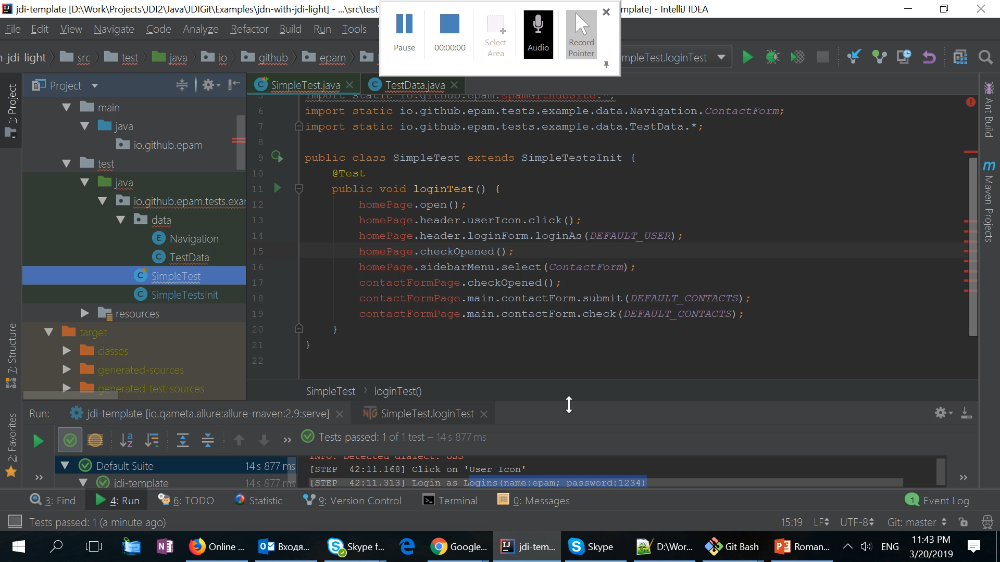 jdi-template [D:\Work\Projects\JDI2\Java\JDIGit\Examples\jdn-with-jdi-light] - ...\src\test
mplate] - IntelliJ IDEA
File Edit View Navigate Code Analyze Refactor Build Run Tools
Pause
00:00:00
Select
Area
Audio
Record
Pointer
n-jdi-light src test java io github epam
mpleTest.loginTest
Project
SimpleTest.java
TestData.java
1: Project
7: Structure
2: Favorites
Ant Build
Maven Projects
main
java
io.github.epam
test
java
io.github.epam.tests.exar
data
Navigation
TestData
SimpleTest
SimpleTestsInit
resources
target
classes
generated-sources
generated-test-sources
5 import static io.github.epam.EpamGithubSite.*;
6 import static io.github.epam.tests.example.data.Navigation.ContactForm;
7 import static io.github.epam.tests.example.data.TestData.*;
8
9 public class SimpleTest extends SimpleTestsInit {
10 @Test
11 public void loginTest() {
12 homePage.open();
13 homePage.header.userIcon.click();
14 homePage.header.loginForm.loginAs(DEFAULT_USER);
15 homePage.checkOpened();
16 homePage.sidebarMenu.select(ContactForm);
17 contactFormPage.checkOpened();
18 contactFormPage.main.contactForm.submit(DEFAULT_CONTACTS);
19 contactFormPage.main.contactForm.check(DEFAULT_CONTACTS);
20 }
21 }
22
SimpleTest › loginTest()
Run: jdi-template [io.qameta.allure:allure-maven:2.9:serve] SimpleTest.loginTest
Tests passed: 1 of 1 test – 14 s 877 ms
Default Suite 14 s 877 ms
jdi-template 14 s 877 ms
INFO: Detected dialect: OSS
[STEP 42:11.168] Click on 'User Icon'
[STEP 42:11.313] Login as Logins(name:epam; password:1234)
3: Find 4: Run 6: TODO Statistic 9: Version Control Terminal 0: Messages 1 Event Log
Tests passed: 1 (a minute ago)
15:19 LF UTF-8 Git: master
Online ... Входя... Skype f... Google... jdi-tem... Skype D:\Wor... Git Bash Roman... ENG
11:43 PM
3/20/2019